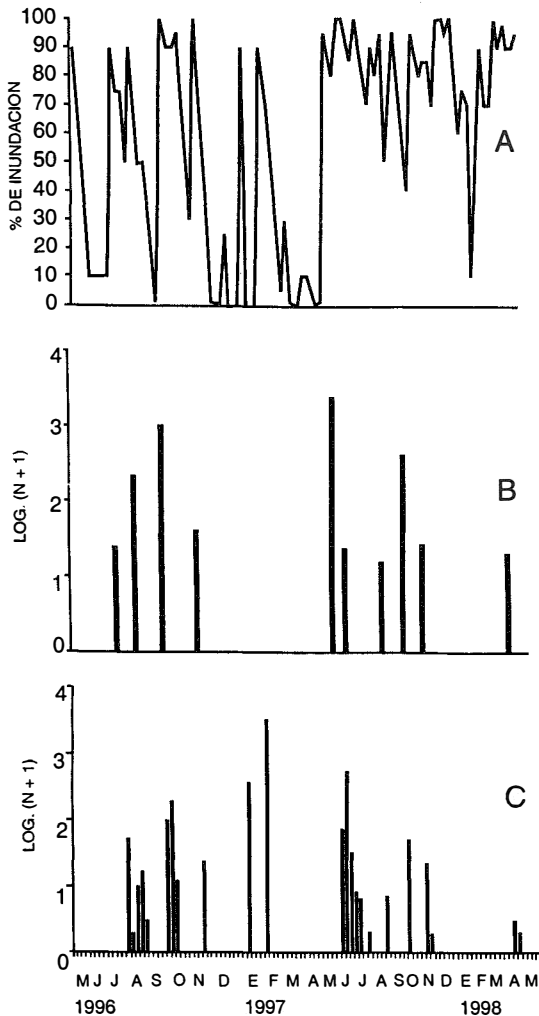 100
90
80
70
60
50
40
30
20
10
0
% DE INUNDACION
A
4
3
2
1
0
LOG. (N + 1)
B
4
3
2
1
0
LOG. (N + 1)
C
M J J A S O N D E F M A M J J A S O N D E F M A M
1996 1997 1998